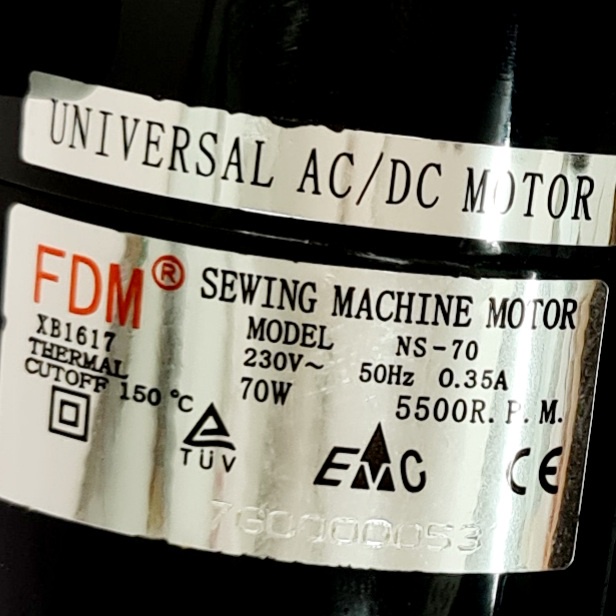 UNIVERSAL AC/DC MOTOR
FDM® SEWING MACHINE MOTOR
XB1617 MODEL NS-70
THERMAL 230V~ 50Hz 0.35A
CUTOFF 150 °C 70W 5500R.P.M.
TÜV EMC CE